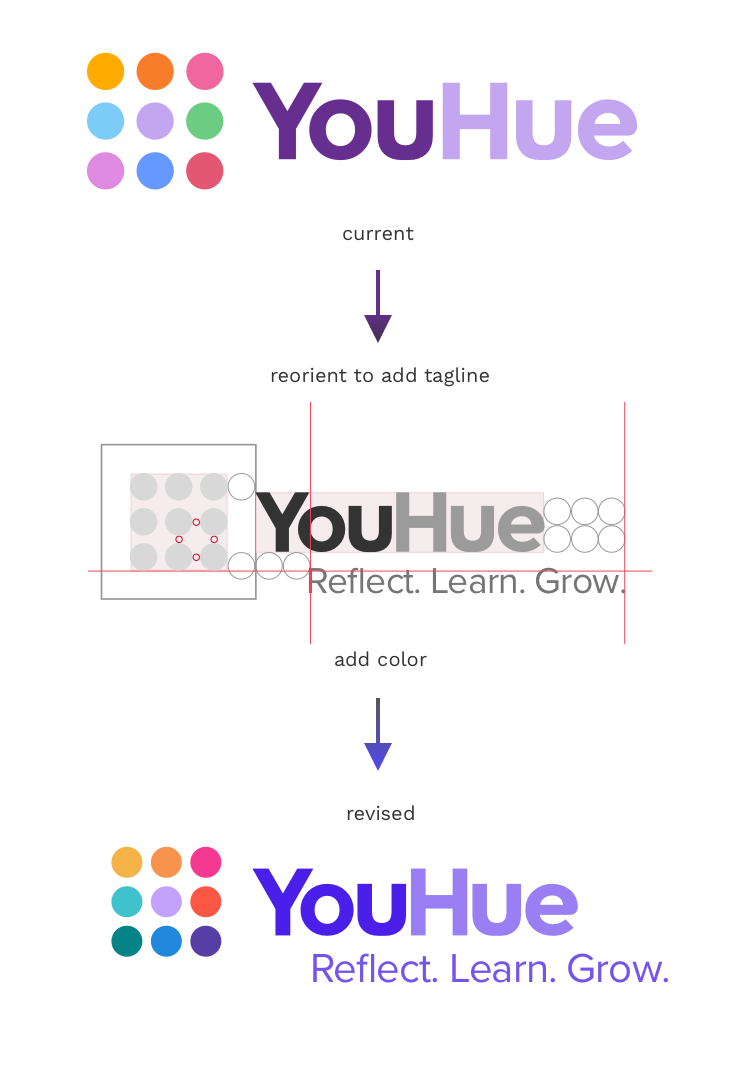 YouHue
current
reorient to add tagline
YouHue
Reflect. Learn. Grow.
add color
revised
YouHue
Reflect. Learn. Grow.